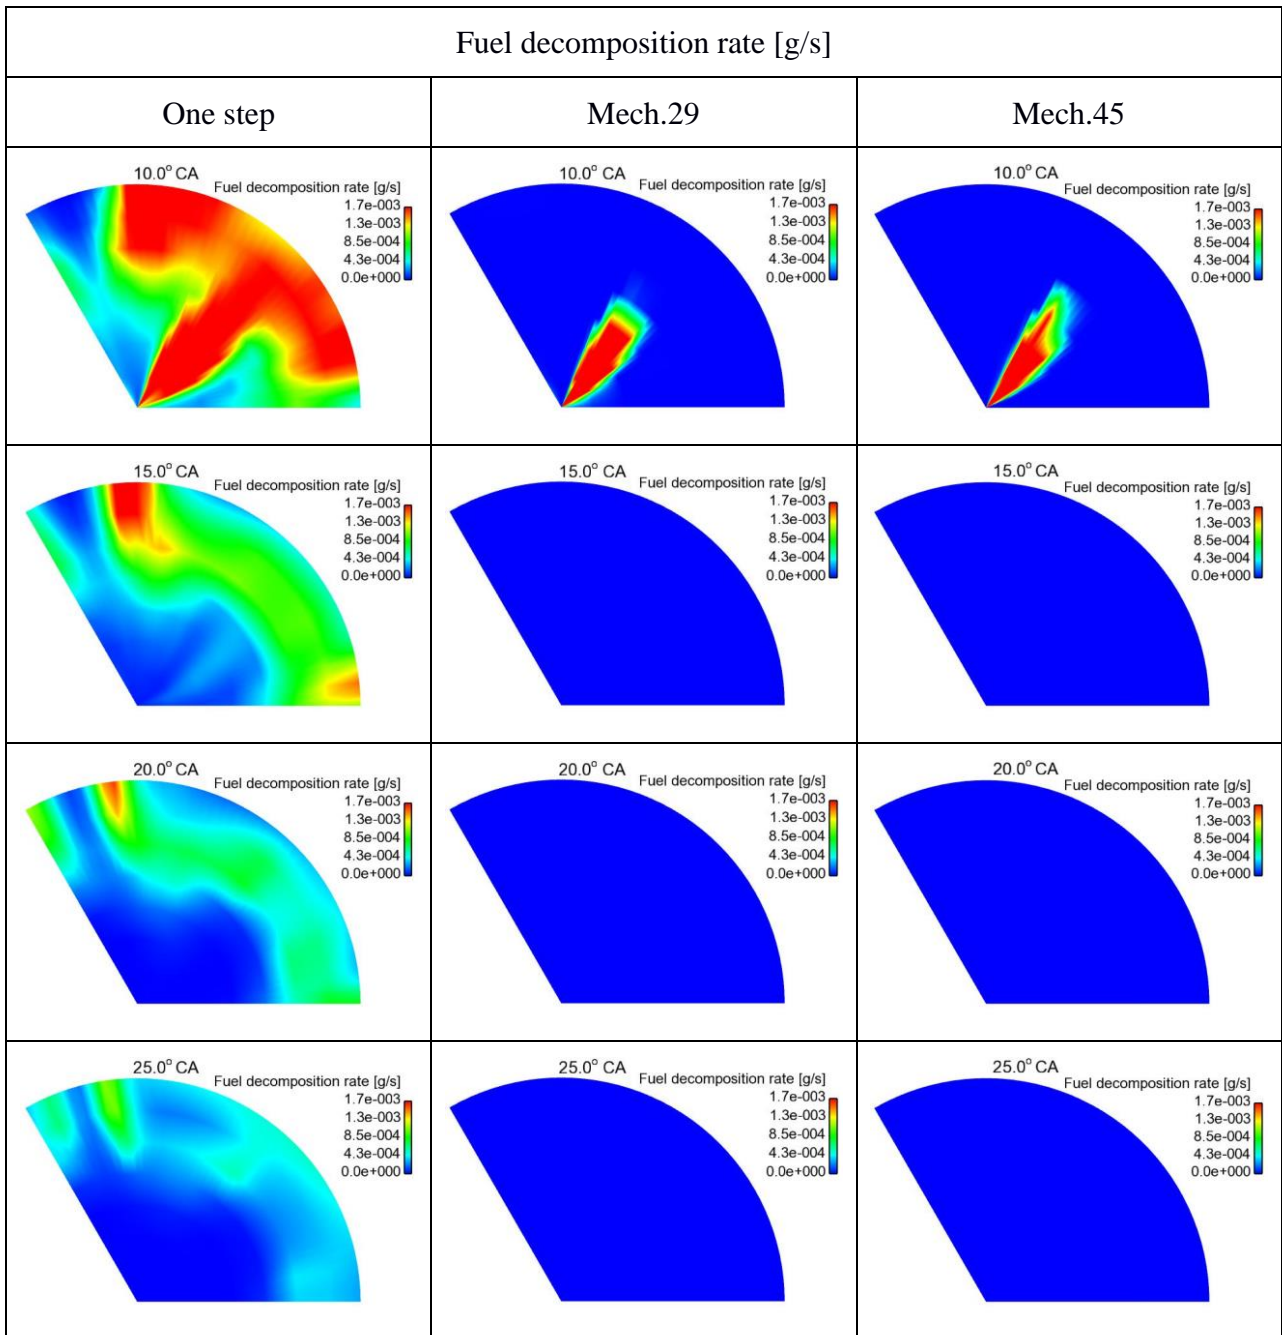 Fuel decomposition rate [g/s]
One step
Mech.29
Mech.45
10.0° CA
Fuel decomposition rate [g/s]
1.7e-003
1.3e-003
8.5e-004
4.3e-004
0.0e+000
10.0° CA
Fuel decomposition rate [g/s]
1.7e-003
1.3e-003
8.5e-004
4.3e-004
0.0e+000
10.0° CA
Fuel decomposition rate [g/s]
1.7e-003
1.3e-003
8.5e-004
4.3e-004
0.0e+000
15.0° CA
Fuel decomposition rate [g/s]
1.7e-003
1.3e-003
8.5e-004
4.3e-004
0.0e+000
15.0° CA
Fuel decomposition rate [g/s]
1.7e-003
1.3e-003
8.5e-004
4.3e-004
0.0e+000
15.0° CA
Fuel decomposition rate [g/s]
1.7e-003
1.3e-003
8.5e-004
4.3e-004
0.0e+000
20.0° CA
Fuel decomposition rate [g/s]
1.7e-003
1.3e-003
8.5e-004
4.3e-004
0.0e+000
20.0° CA
Fuel decomposition rate [g/s]
1.7e-003
1.3e-003
8.5e-004
4.3e-004
0.0e+000
20.0° CA
Fuel decomposition rate [g/s]
1.7e-003
1.3e-003
8.5e-004
4.3e-004
0.0e+000
25.0° CA
Fuel decomposition rate [g/s]
1.7e-003
1.3e-003
8.5e-004
4.3e-004
0.0e+000
25.0° CA
Fuel decomposition rate [g/s]
1.7e-003
1.3e-003
8.5e-004
4.3e-004
0.0e+000
25.0° CA
Fuel decomposition rate [g/s]
1.7e-003
1.3e-003
8.5e-004
4.3e-004
0.0e+000